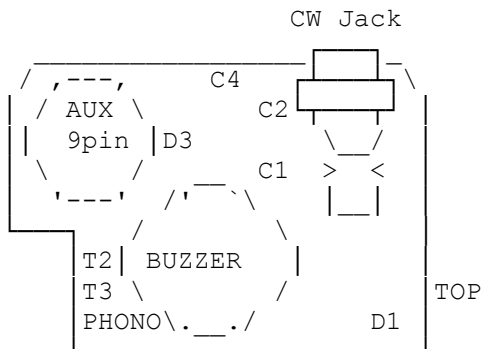 CW Jack
C4
AUX C2
9pin D3
C1
T2 BUZZER
T3 TOP
PHONO D1